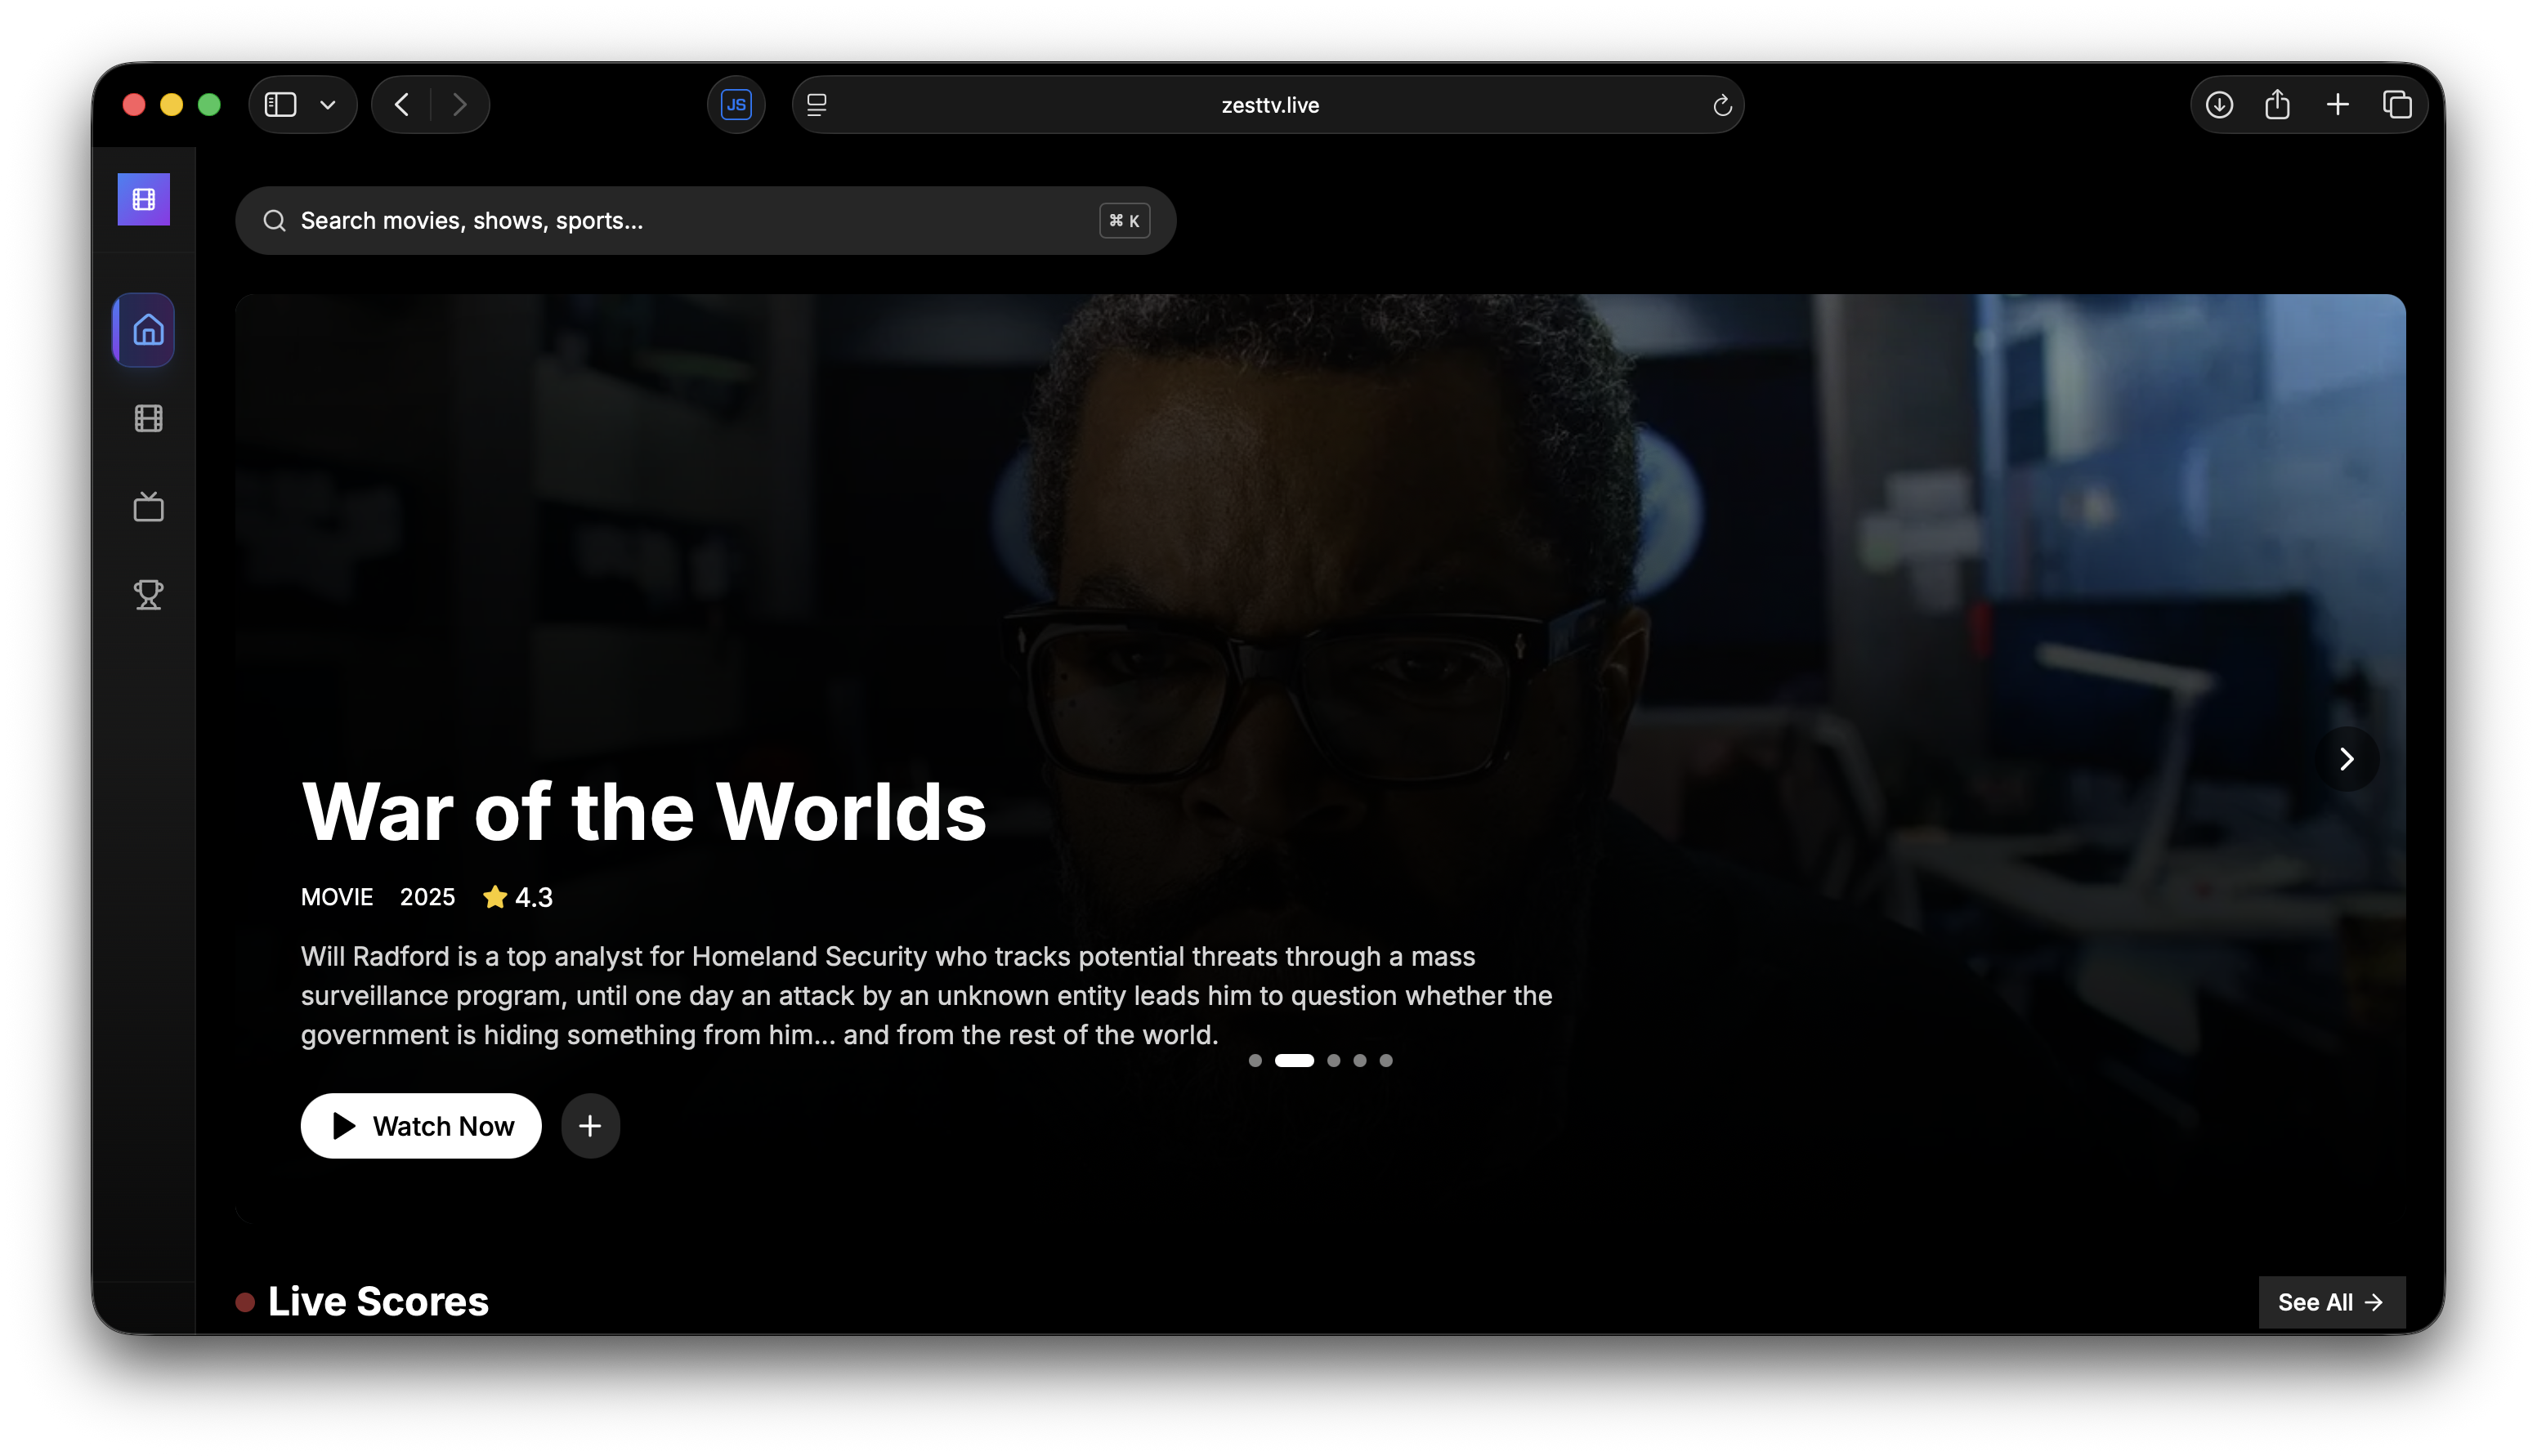 JS
zesttv.live
Search movies, shows, sports...
⌘ K
War of the Worlds
MOVIE 2025 4.3
Will Radford is a top analyst for Homeland Security who tracks potential threats through a mass
surveillance program, until one day an attack by an unknown entity leads him to question whether the
government is hiding something from him... and from the rest of the world.
Watch Now
Live Scores
See All →